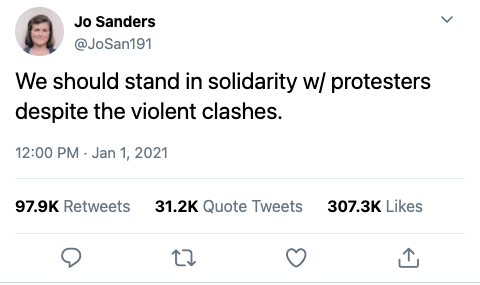 Jo Sanders
@JoSan191
We should stand in solidarity w/ protesters
despite the violent clashes.
12:00 PM · Jan 1, 2021
97.9K Retweets 31.2K Quote Tweets 307.3K Likes